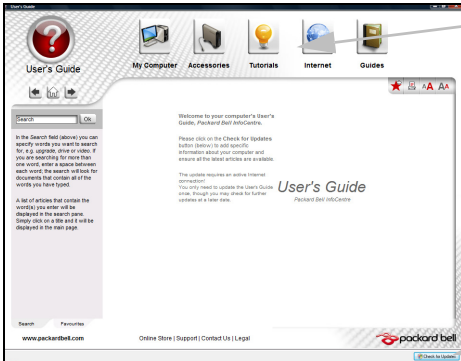 User's Guide
User's Guide
My Computer
Accessories
Tutorials
Internet
Guides
AA AA
Search
Ok
In the Search field (above) you can
specify words you want to search
for, e.g. upgrade, drive or video. If
you are searching for more than
one word, enter a space between
each word; the search will look for
documents that contain all of the
words you have typed.
A list of articles that contain the
word(s) you enter will be
displayed in the search pane.
Simply click on a title and it will be
displayed in the main page.
Welcome to your computer's User's
Guide, Packard Bell InfoCentre.
Please click on the Check for Updates
button (below) to add specific
information about your computer and
ensure all the latest articles are available.
The update requires an active Internet
connection!
You only need to update the User's Guide
once, though you may check for further
updates at a later date.
User's Guide
Packard Bell InfoCentre
Search
Favourites
www.packardbell.com
Online Store | Support | Contact Us | Legal
packard bell
Check for Updates